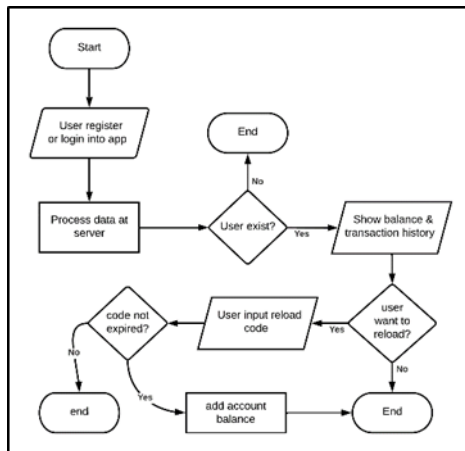 Start
User register
or login into app
End
No
Process data at
server
User exist?
Yes
Show balance &
transaction history
code not
expired?
User input reload
code
Yes
user
want to
reload?
No
No
Yes
end
add account
balance
End